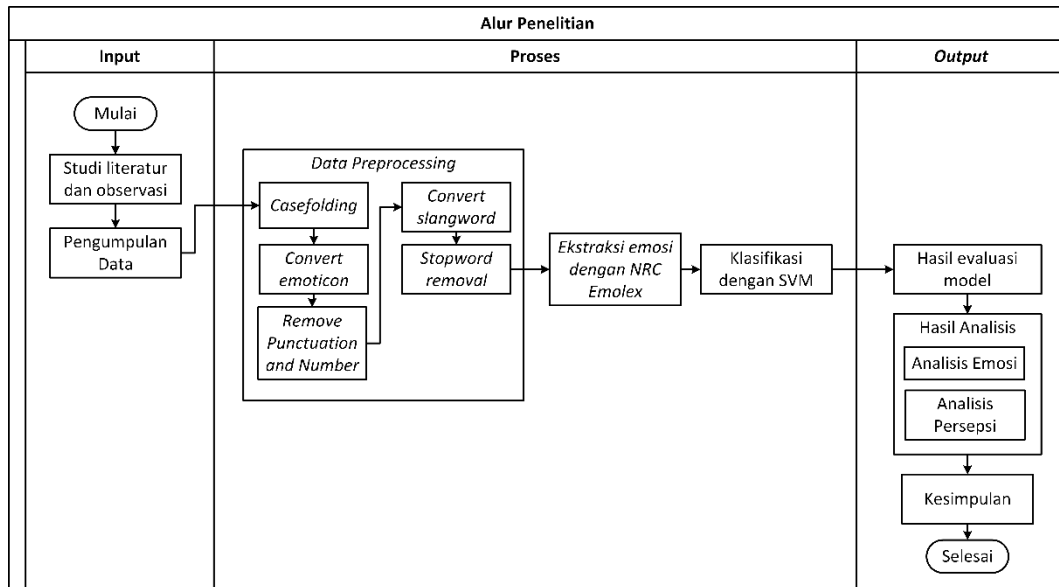 Alur Penelitian
Input
Proses
Output
Mulai
Studi literatur
dan observasi
Pengumpulan
Data
Data Preprocessing
Casefolding
Convert
emoticon
Remove
Punctuation
and Number
Convert
slangword
Stopword
removal
Ekstraksi emosi
dengan NRC
Emolex
Klasifikasi
dengan SVM
Hasil evaluasi
model
Hasil Analisis
Analisis Emosi
Analisis
Persepsi
Kesimpulan
Selesai